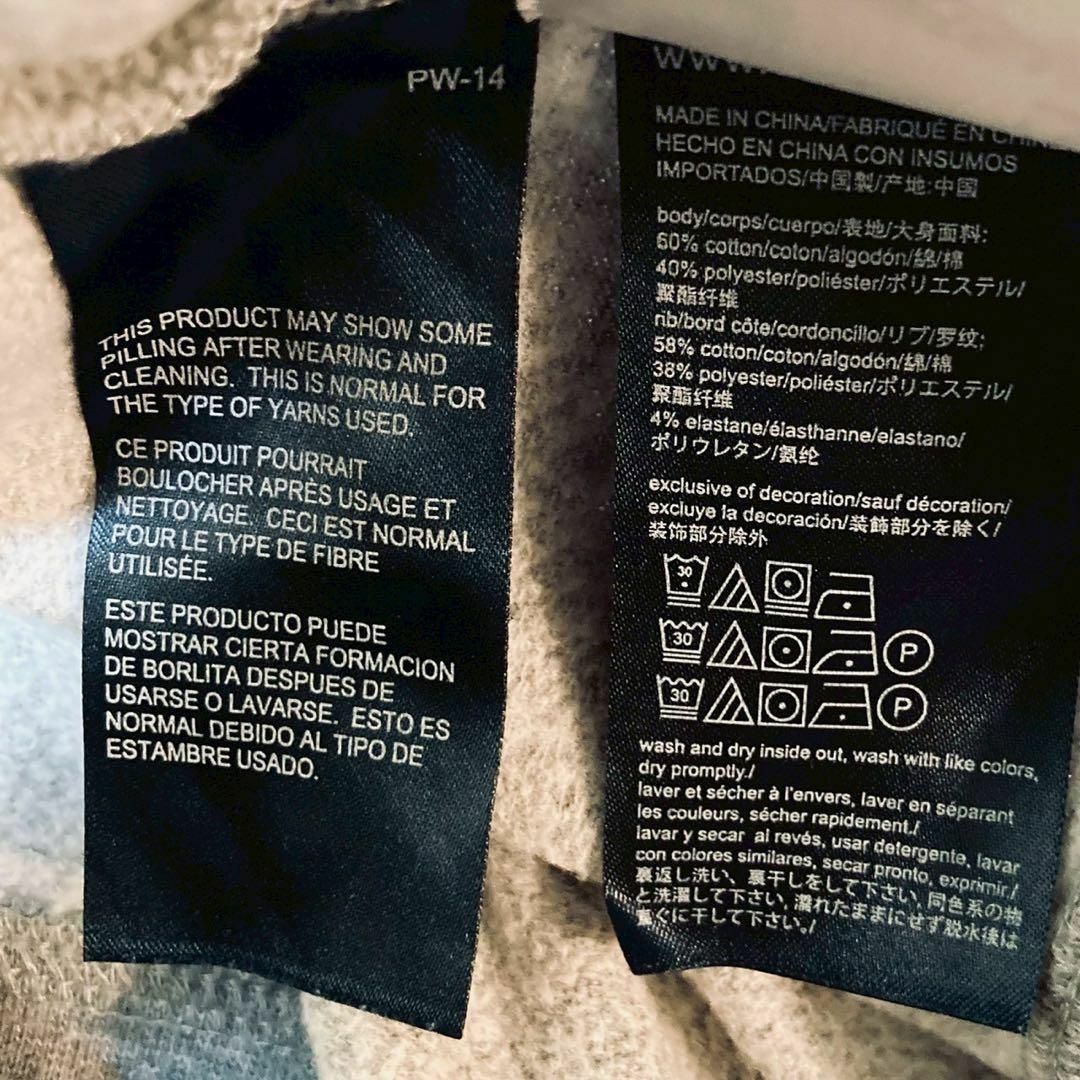 PW-14
THIS PRODUCT MAY SHOW SOME
PILLING AFTER WEARING AND
CLEANING. THIS IS NORMAL FOR
THE TYPE OF YARNS USED.
CE PRODUIT POURRAIT
BOULOCHER APRÈS USAGE ET
NETTOYAGE. CECI EST NORMAL
POUR LE TYPE DE FIBRE
UTILISÉE.
ESTE PRODUCTO PUEDE
MOSTRAR CIERTA FORMACION
DE BORLITA DESPUES DE
USARSE O LAVARSE. ESTO ES
NORMAL DEBIDO AL TIPO DE
ESTAMBRE USADO.
WWW.
MADE IN CHINA/FABRIQUÉ EN
HECHO EN CHINA CON INSUMOS
IMPORTADOS/中国製/产地:中国
body/corps/cuerpo/表地/大身面料:
60% cotton/coton/algodón/綿/棉
40% polyester/poliéster/ポリエステル/
聚酯纤维
rib/bord côte/cordoncillo/リブ/罗纹:
58% cotton/coton/algodón/綿/棉
38% polyester/poliéster/ポリエステル/
聚酯纤维
4% elastane/élasthanne/elastano/
ポリウレタン/氨纶
exclusive of decoration/sauf décoration/
excluye la decoración/装飾部分を除く/
装饰部分除外
30
30 P
30 P
wash and dry inside out, wash with like colors,
dry promptly./
laver et sécher à l'envers, laver en séparant
les couleurs, sécher rapidement./
lavar y secar al revés, usar detergente, lavar
con colores similares, secar pronto, exprimir./
裏返し洗い、裏干しをして下さい, 同色系の物
と洗濯して下さい, 濡れたままにせず脱水後は
直ぐに干して下さい./